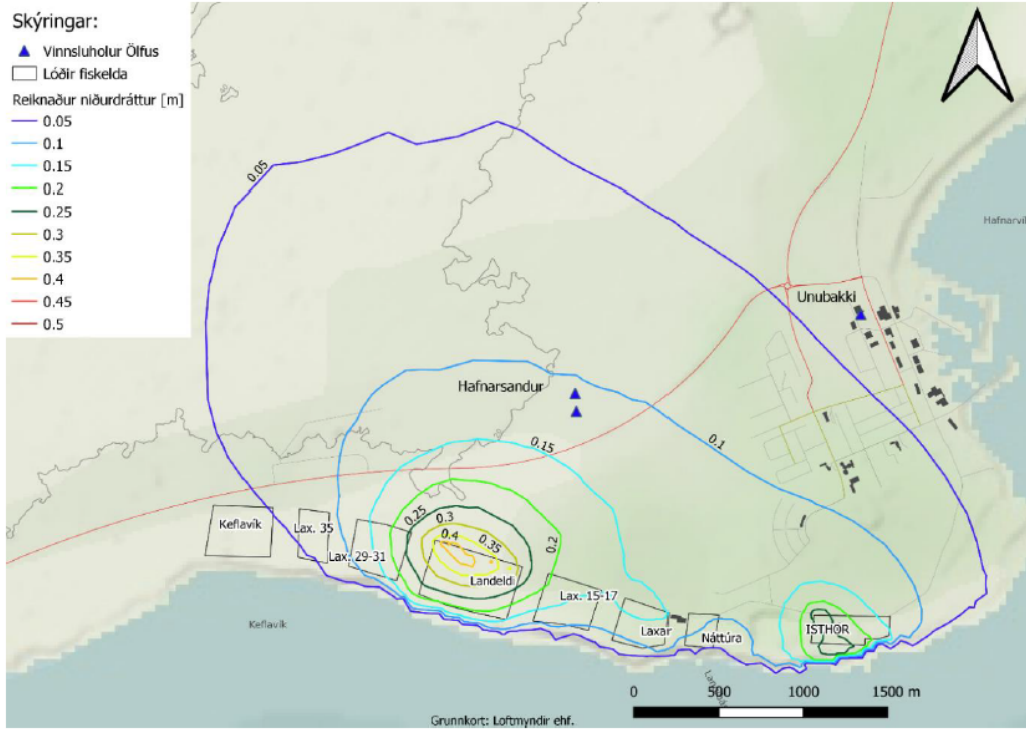 Skýringar:
Vinnsluholur Ölfus
Lóðir fiskelda
Reiknaður niðurdráttur [m]
0.05
0.1
0.15
0.2
0.25
0.3
0.35
0.4
0.45
0.5
0.05
Hafnarvík
Unubakki
Hafnarsandur
0.1
0.15
0.25
0.3
0.4
0.35
0.2
Keflavík
Lax. 35
Lax. 29-31
Landeldi
Lax. 15-17
Laxar
Náttúra
ISTHOR
Keflavík
0
500
1000
1500 m
Grunnkort: Loftmyndir ehf.